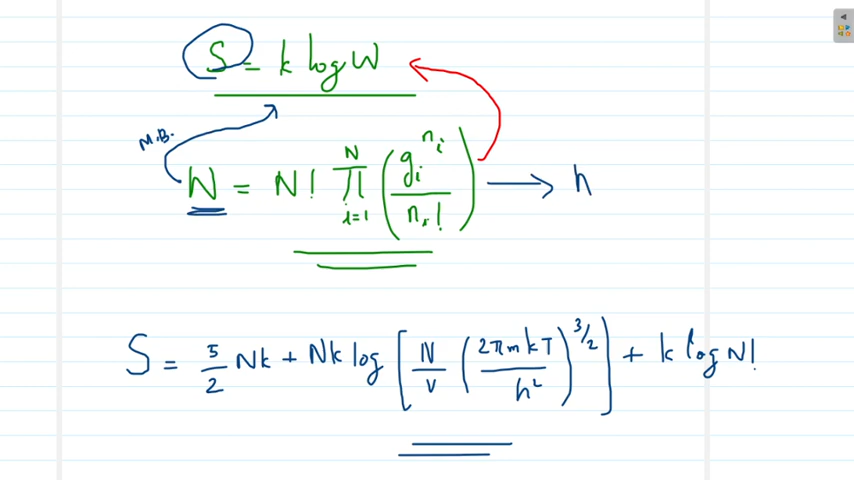 S = k log W
M.B.
W = N! ∏_{i=1}^{N} (g_i^{n_i} / n_i!) → h
S = 5/2 Nk + Nk log [ N/V (2πmkT / h²)^{3/2} ] + k log N!